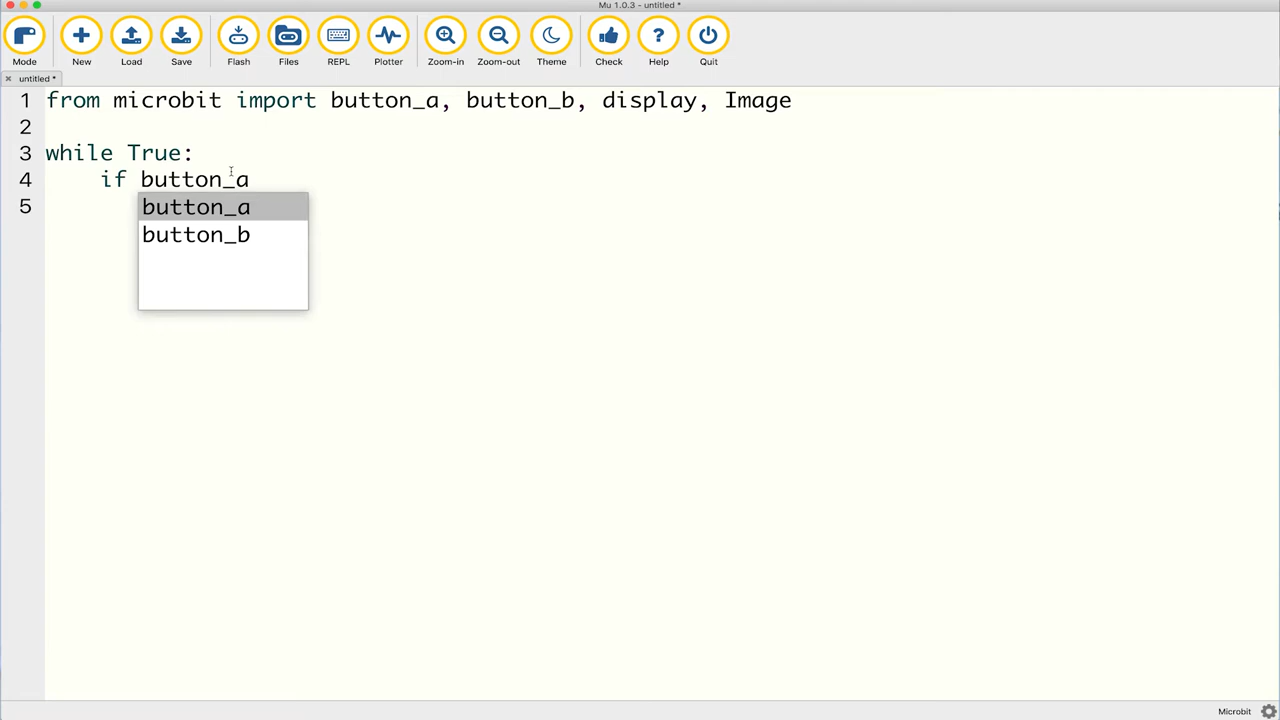 Mu 1.0.3 - untitled *
Mode New Load Save Flash Files REPL Plotter Zoom-in Zoom-out Theme Check Help Quit
untitled *
1 from microbit import button_a, button_b, display, Image
2
3 while True:
4 if button_a
5
button_a
button_b
Microbit